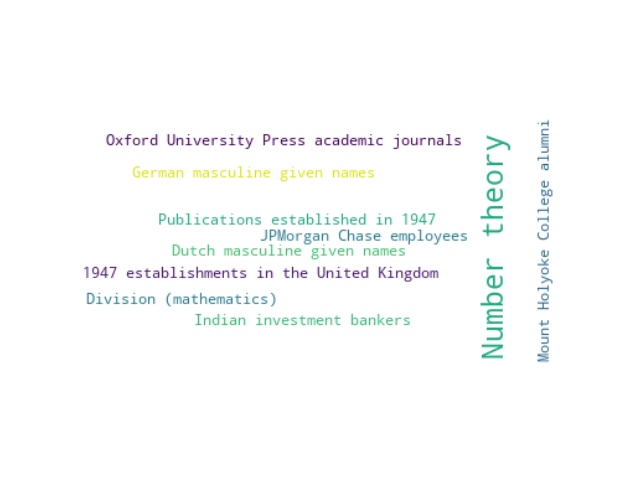 Oxford University Press academic journals
German masculine given names
Publications established in 1947
JPMorgan Chase employees
Dutch masculine given names
1947 establishments in the United Kingdom
Division (mathematics)
Indian investment bankers
Number theory
Mount Holyoke College alumni